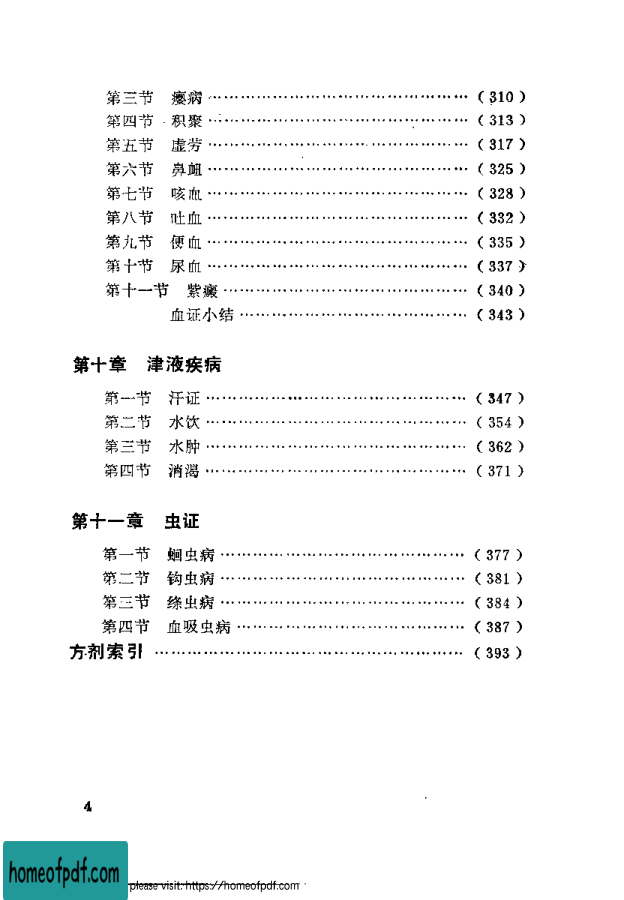 第三节 瘿病 ……………………………………… (310)
第四节 积聚 ……………………………………… (313)
第五节 虚劳 ……………………………………… (317)
第六节 鼻衄 ……………………………………… (325)
第七节 咳血 ……………………………………… (328)
第八节 吐血 ……………………………………… (332)
第九节 便血 ……………………………………… (335)
第十节 尿血 ……………………………………… (337)
第十一节 紫癜 …………………………………… (340)
血证小结 ………………………………… (343)
第十章 津液疾病
第一节 汗证 ……………………………………… (347)
第二节 水饮 ……………………………………… (354)
第三节 水肿 ……………………………………… (362)
第四节 消渴 ……………………………………… (371)
第十一章 虫证
第一节 蛔虫病 …………………………………… (377)
第二节 钩虫病 …………………………………… (381)
第三节 绦虫病 …………………………………… (384)
第四节 血吸虫病 ………………………………… (387)
方剂索引 …………………………………………… (393)
4
homeofpdf.com
please visit: https://homeofpdf.com